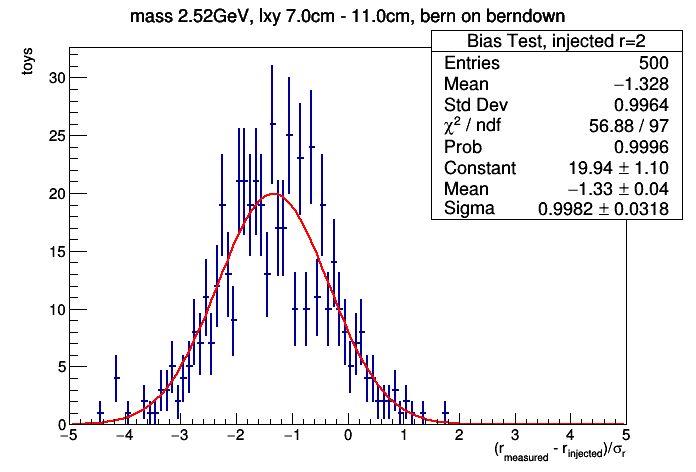 mass 2.52GeV, lxy 7.0cm - 11.0cm, bern on berndown
Bias Test, injected r=2
Entries 500
Mean −1.328
Std Dev 0.9964
χ² / ndf 56.88 / 97
Prob 0.9996
Constant 19.94 ± 1.10
Mean −1.33 ± 0.04
Sigma 0.9982 ± 0.0318
toys
30
25
20
15
10
5
0
−5 −4 −3 −2 −1 0 1 2 3 4 5
(r_measured - r_injected)/σ_r